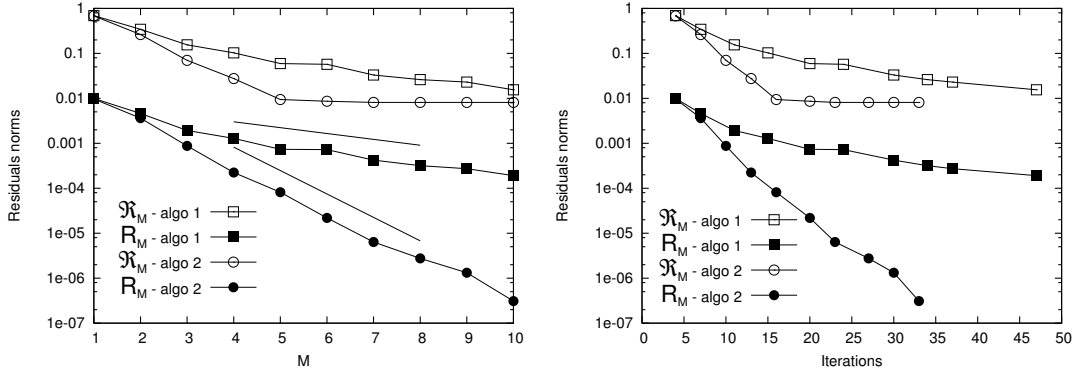 Residuals norms
1
0.1
0.01
0.001
1e-04
1e-05
1e-06
1e-07
ℜM - algo 1
RM - algo 1
ℜM - algo 2
RM - algo 2
1 2 3 4 5 6 7 8 9 10
M
Residuals norms
1
0.1
0.01
0.001
1e-04
1e-05
1e-06
1e-07
ℜM - algo 1
RM - algo 1
ℜM - algo 2
RM - algo 2
0 5 10 15 20 25 30 35 40 45 50
Iterations